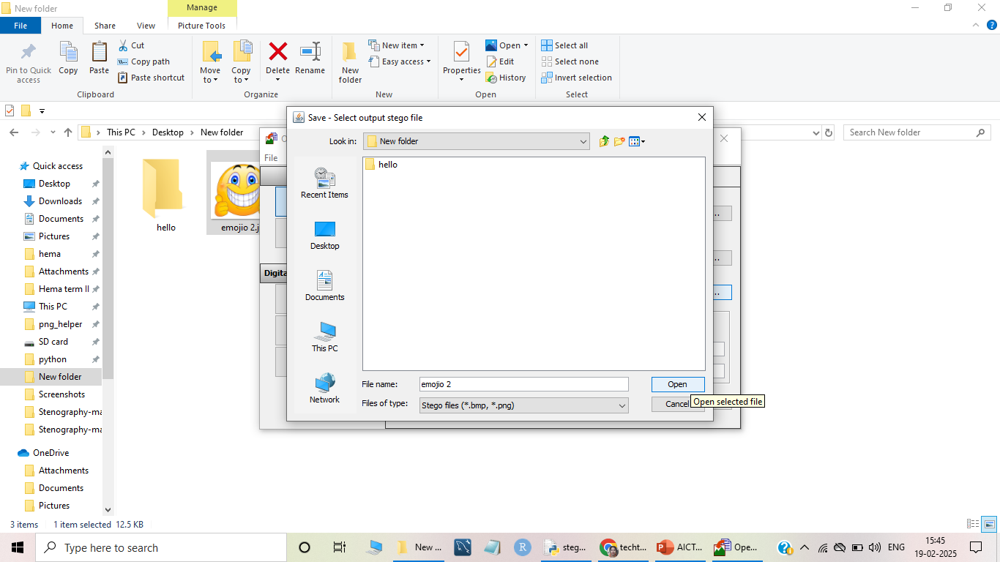 New folder
Manage
File
Home
Share
View
Picture Tools
Pin to Quick access
Copy
Paste
Cut
Copy path
Paste shortcut
Clipboard
Move to
Copy to
Delete
Rename
Organize
New folder
New item
Easy access
New
Properties
Open
Edit
History
Open
Select all
Select none
Invert selection
Select
This PC
Desktop
New folder
Search New folder
Quick access
Desktop
Downloads
Documents
Pictures
hema
Attachments
Hema term II
This PC
png_helper
SD card
python
New folder
Screenshots
Stenography-ma
Stenography-ma
OneDrive
Attachments
Documents
Pictures
hello
emojio 2.j
File
Digita
Save - Select output stego file
Look in:
New folder
Recent Items
Desktop
Documents
This PC
Network
hello
File name:
emojio 2
Open
Files of type:
Stego files (*.bmp, *.png)
Cancel
Open selected file
3 items
1 item selected 12.5 KB
Type here to search
New ...
R
steg...
techt...
AICT...
Ope...
ENG
15:45
19-02-2025